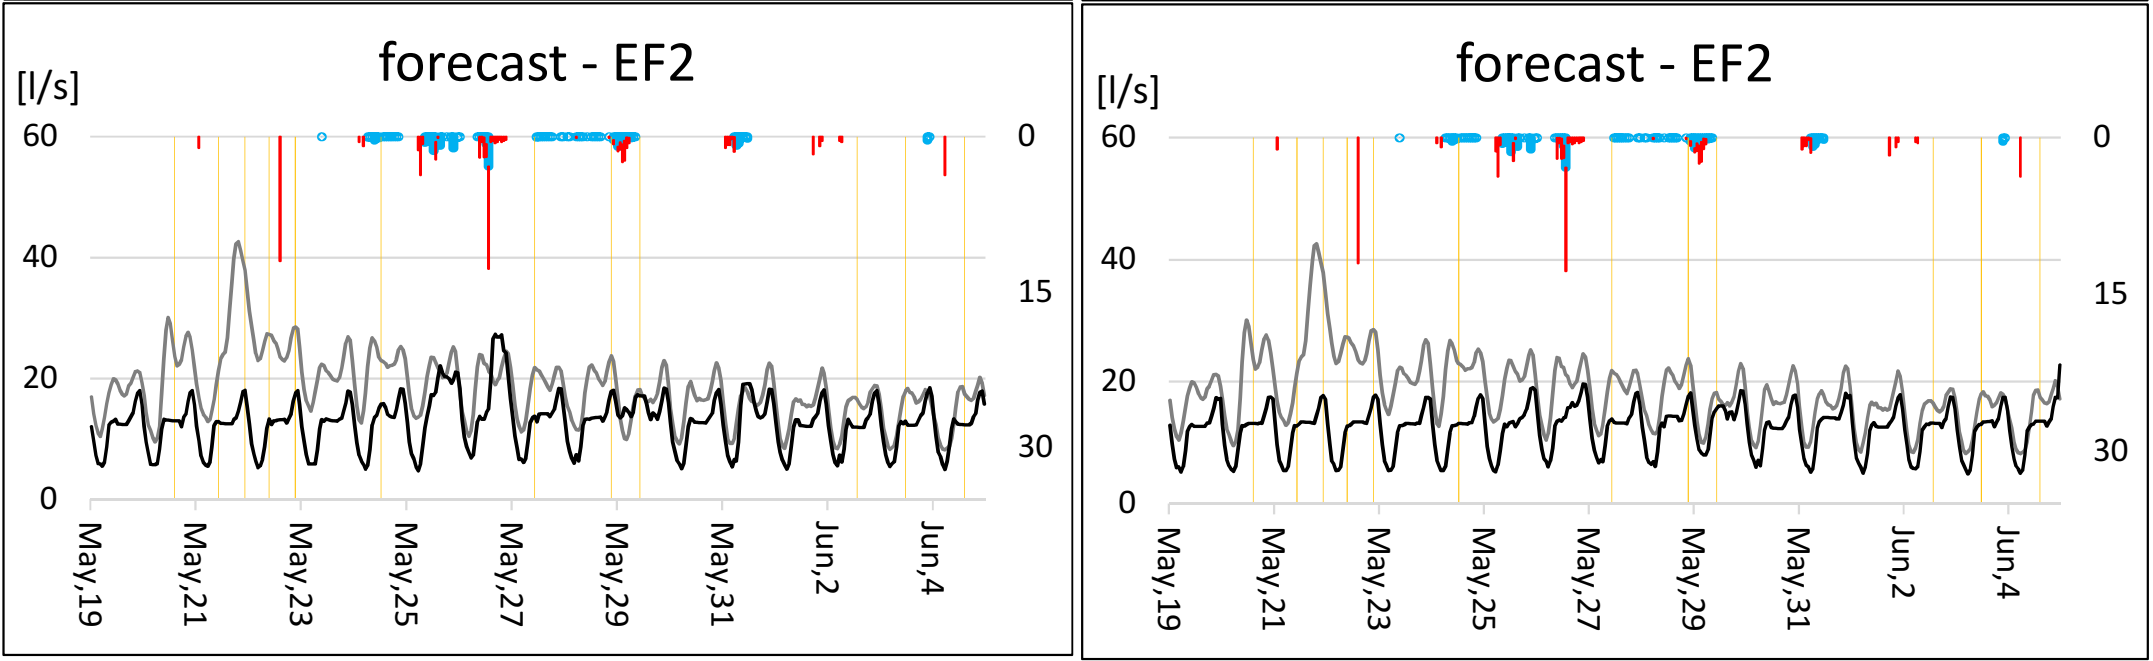 forecast - EF2
[l/s]
60
40
20
0
0
15
30
May,19
May,21
May,23
May,25
May,27
May,29
May,31
Jun,2
Jun,4
forecast - EF2
[l/s]
60
40
20
0
0
15
30
May,19
May,21
May,23
May,25
May,27
May,29
May,31
Jun,2
Jun,4